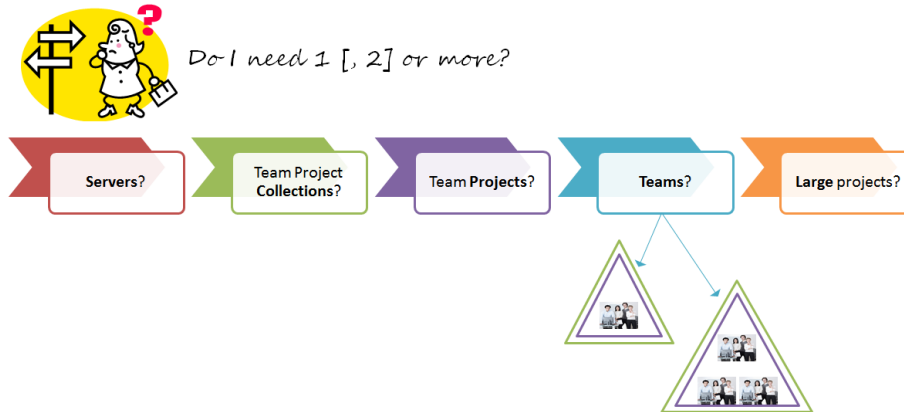 ?
Do I need 1 [, 2] or more?
Servers?
Team Project
Collections?
Team Projects?
Teams?
Large projects?